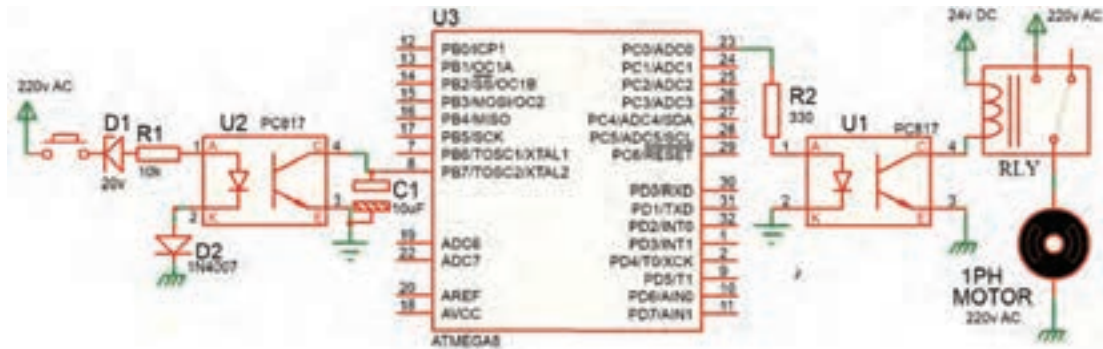 U3
24v DC
220v AC
12
PB0/ICP1
PC0/ADC0
23
13
PB1/OC1A
PC1/ADC1
24
14
PB2/SS/OC1B
PC2/ADC2
25
15
PB3/MOSI/OC2
PC3/ADC3
26
16
PB4/MISO
PC4/ADC4/SDA
27
17
PB5/SCK
PC5/ADC5/SCL
28
7
PB6/TOSC1/XTAL1
PC6/RESET
29
8
PB7/TOSC2/XTAL2
PD0/RXD
30
PD1/TXD
31
PD2/INT0
32
19
ADC6
PD3/INT1
1
22
ADC7
PD4/T0/XCK
2
PD5/T1
9
20
AREF
PD6/AIN0
10
18
AVCC
PD7/AIN1
11
ATMEGA8
220v AC
D1
20v
R1
10k
U2
PC817
1
A
C
4
2
K
E
3
C1
10uF
D2
1N4007
R2
330
U1
PC817
1
A
C
4
2
K
E
3
RLY
1PH
MOTOR
220v AC